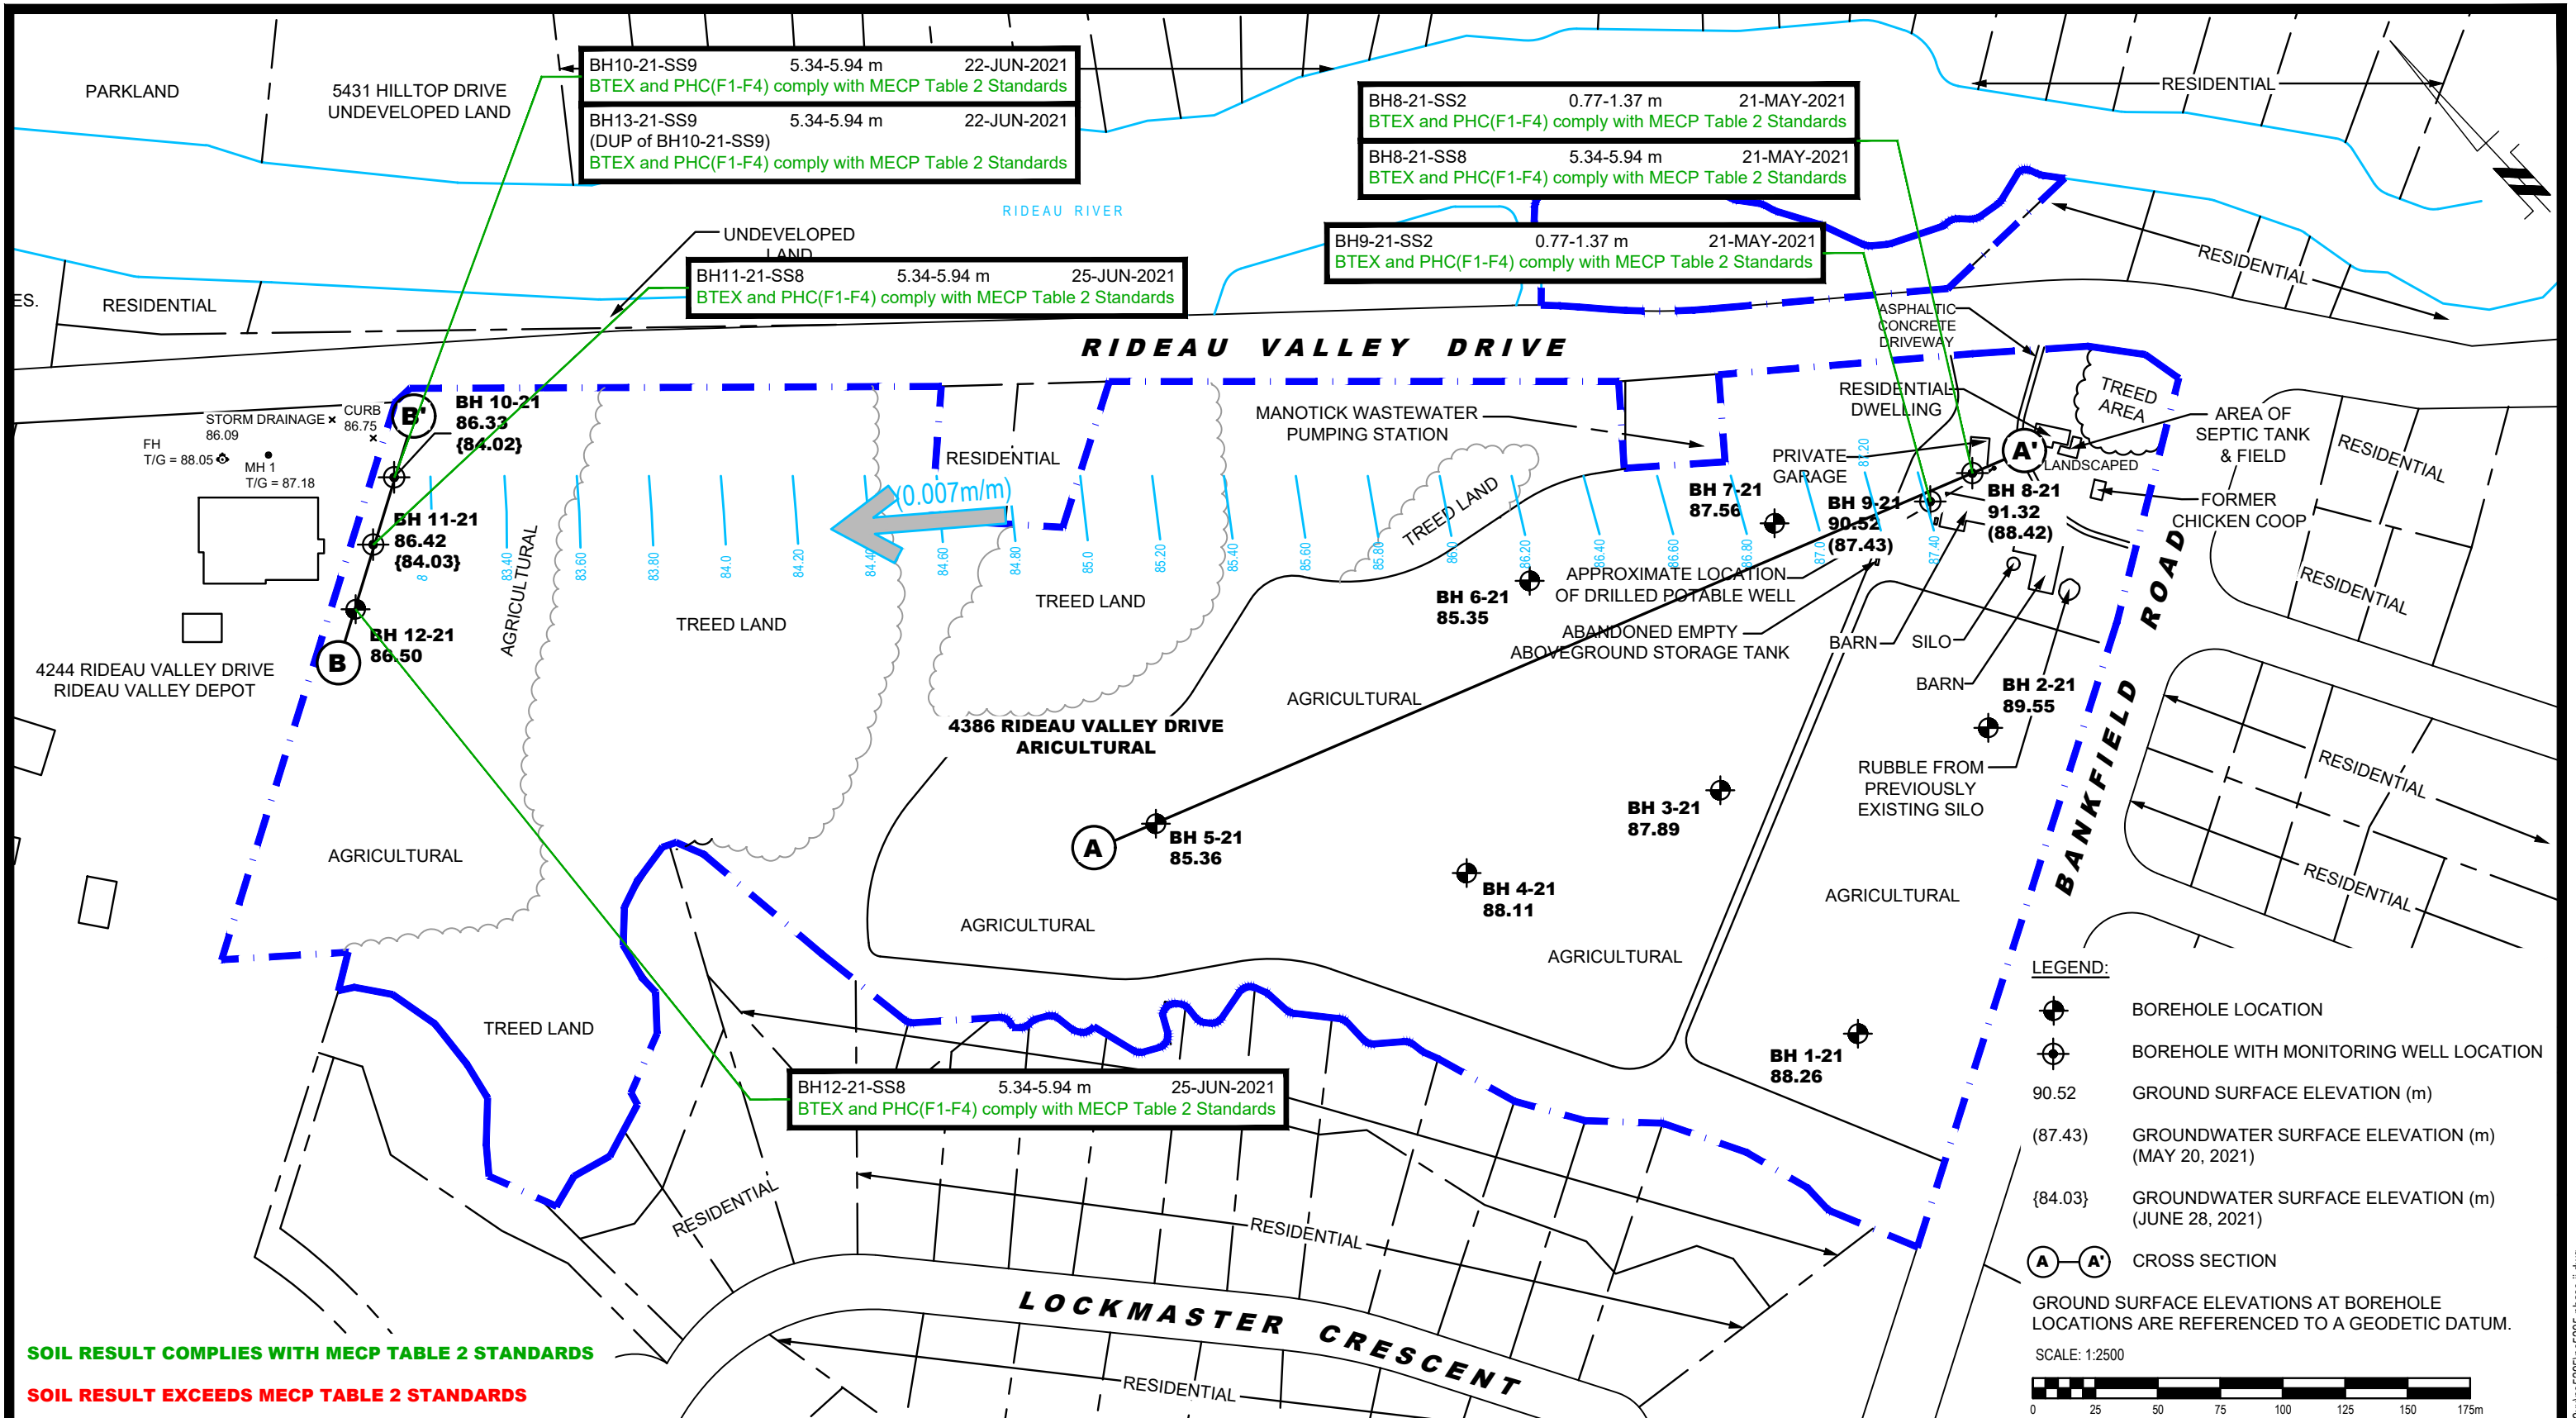 PARKLAND
5431 HILLTOP DRIVE
UNDEVELOPED LAND
BH10-21-SS9 5.34-5.94 m 22-JUN-2021
BTEX and PHC(F1-F4) comply with MECP Table 2 Standards
BH13-21-SS9 5.34-5.94 m 22-JUN-2021
(DUP of BH10-21-SS9)
BTEX and PHC(F1-F4) comply with MECP Table 2 Standards
BH8-21-SS2 0.77-1.37 m 21-MAY-2021
BTEX and PHC(F1-F4) comply with MECP Table 2 Standards
BH8-21-SS8 5.34-5.94 m 21-MAY-2021
BTEX and PHC(F1-F4) comply with MECP Table 2 Standards
RESIDENTIAL
RIDEAU RIVER
UNDEVELOPED
LAND
BH9-21-SS2 0.77-1.37 m 21-MAY-2021
BTEX and PHC(F1-F4) comply with MECP Table 2 Standards
RESIDENTIAL
BH11-21-SS8 5.34-5.94 m 25-JUN-2021
BTEX and PHC(F1-F4) comply with MECP Table 2 Standards
ES.
RESIDENTIAL
RIDEAU VALLEY DRIVE
ASPHALTIC
CONCRETE
DRIVEWAY
STORM DRAINAGE
86.09
CURB
86.75
FH
T/G = 88.05
MH 1
T/G = 87.18
B'
BH 10-21
86.33
{84.02}
BH 11-21
86.42
{84.03}
BH 12-21
86.50
B
4244 RIDEAU VALLEY DRIVE
RIDEAU VALLEY DEPOT
RESIDENTIAL
(0.007m/m)
MANOTICK WASTEWATER
PUMPING STATION
RESIDENTIAL
DWELLING
TREED
AREA
AREA OF
SEPTIC TANK
& FIELD
RESIDENTIAL
PRIVATE
GARAGE
A'
LANDSCAPED
FORMER
CHICKEN COOP
RESIDENTIAL
BH 7-21
87.56
BH 9-21
90.52
(87.43)
BH 8-21
91.32
(88.42)
8
83.40
83.60
83.80
84.0
84.20
84.40
84.60
84.80
85.0
85.20
85.40
85.60
85.80
86.0
86.20
86.40
86.60
86.80
87.0
87.20
87.40
AGRICULTURAL
TREED LAND
TREED LAND
TREED LAND
BH 6-21
85.35
APPROXIMATE LOCATION
OF DRILLED POTABLE WELL
ABANDONED EMPTY
ABOVEGROUND STORAGE TANK
BARN
SILO
BARN
BANKFIELD ROAD
AGRICULTURAL
4386 RIDEAU VALLEY DRIVE
ARICULTURAL
BH 2-21
89.55
RUBBLE FROM
PREVIOUSLY
EXISTING SILO
RESIDENTIAL
RESIDENTIAL
BH 3-21
87.89
A
BH 5-21
85.36
BH 4-21
88.11
AGRICULTURAL
AGRICULTURAL
AGRICULTURAL
AGRICULTURAL
TREED LAND
BH 1-21
88.26
BH12-21-SS8 5.34-5.94 m 25-JUN-2021
BTEX and PHC(F1-F4) comply with MECP Table 2 Standards
RESIDENTIAL
RESIDENTIAL
LOCKMASTER CRESCENT
RESIDENTIAL
LEGEND:
BOREHOLE LOCATION
BOREHOLE WITH MONITORING WELL LOCATION
90.52 GROUND SURFACE ELEVATION (m)
(87.43) GROUNDWATER SURFACE ELEVATION (m)
(MAY 20, 2021)
{84.03} GROUNDWATER SURFACE ELEVATION (m)
(JUNE 28, 2021)
A A' CROSS SECTION
GROUND SURFACE ELEVATIONS AT BOREHOLE
LOCATIONS ARE REFERENCED TO A GEODETIC DATUM.
SCALE: 1:2500
0 25 50 75 100 125 150 175m
SOIL RESULT COMPLIES WITH MECP TABLE 2 STANDARDS
SOIL RESULT EXCEEDS MECP TABLE 2 STANDARDS